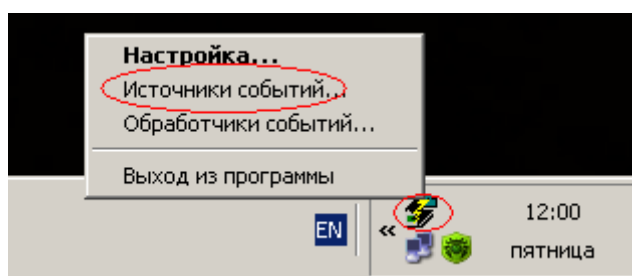 Настройка...
Источники событий...
Обработчики событий...
Выход из программы
EN
«
12:00
пятница